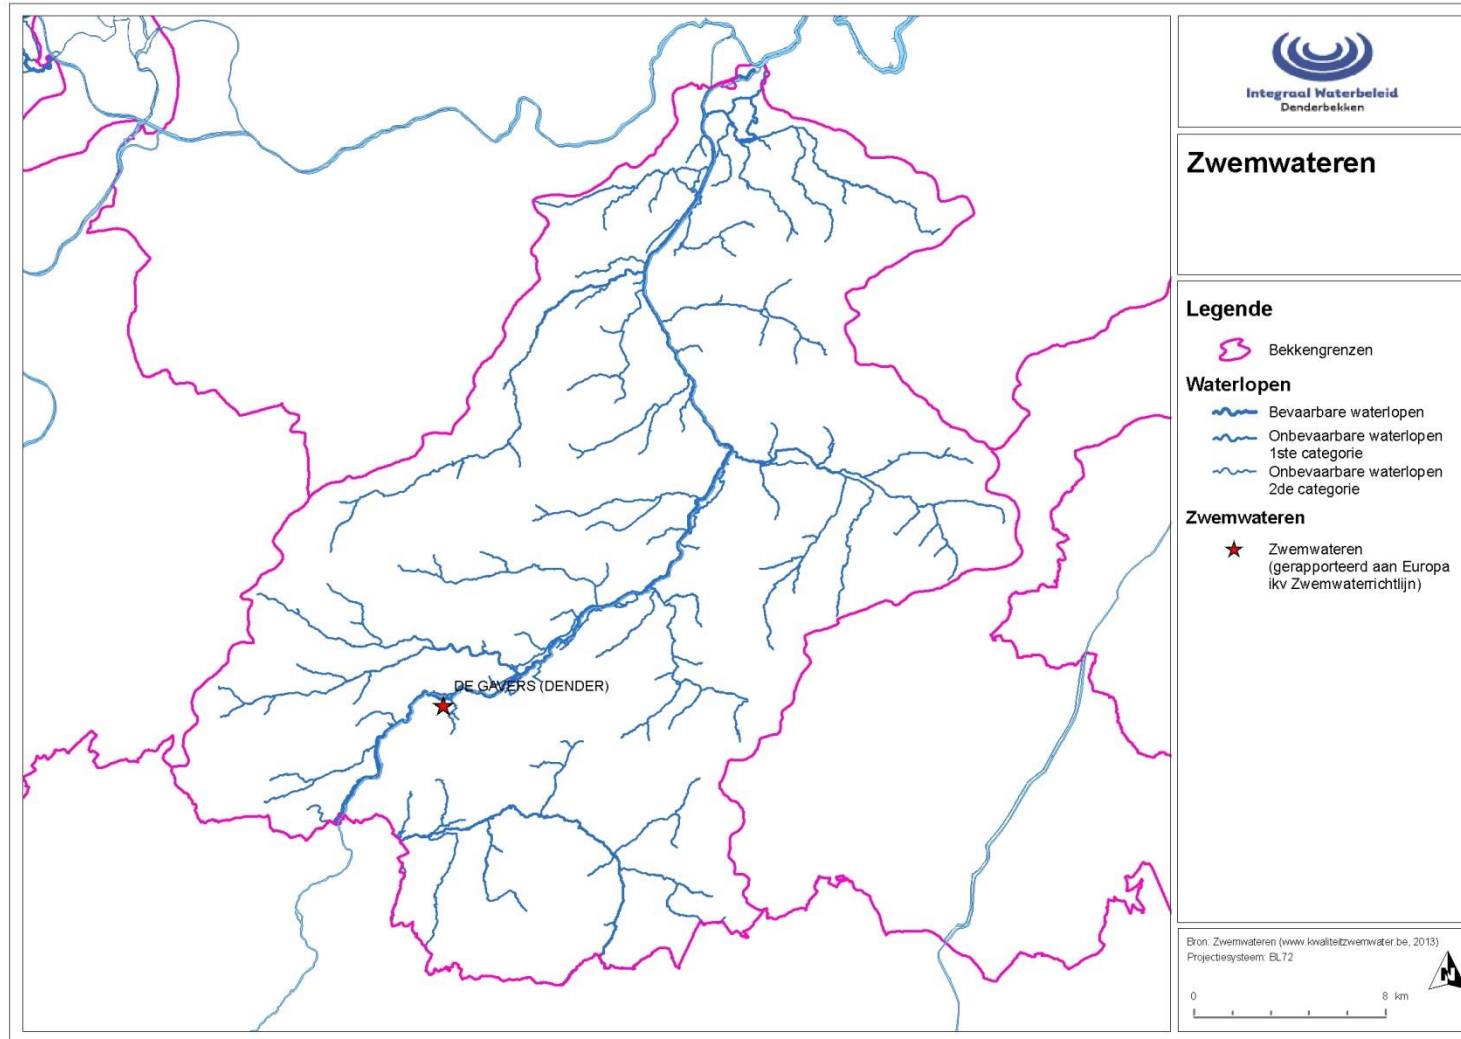 Integraal Waterbeleid
Denderbekken
Zwemwateren
Legende
Bekkengrenzen
Waterlopen
Bevaarbare waterlopen
Onbevaarbare waterlopen
1ste categorie
Onbevaarbare waterlopen
2de categorie
Zwemwateren
Zwemwateren
(gerapporteerd aan Europa
ikv Zwemwaterrichtlijn)
DE GAVERS (DENDER)
Bron: Zwemwateren (www.kwaliteitzwemwater.be, 2013)
Projectiesysteem: BL72
N
0 8 km